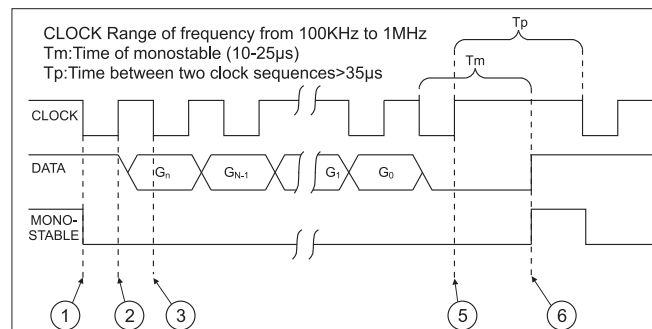 CLOCK Range of frequency from 100KHz to 1MHz
Tm:Time of monostable (10-25µs)
Tp:Time between two clock sequences>35µs
Tp
Tm
CLOCK
DATA
Gn
GN-1
G1
G0
MONO-
STABLE
1
2
3
5
6